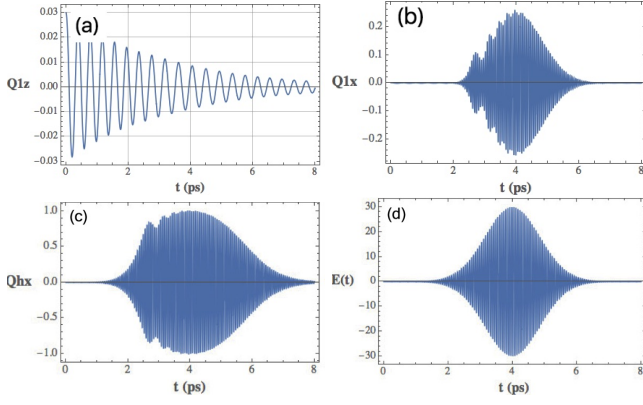 (a)
0.03
0.02
0.01
Q1z 0.00
-0.01
-0.02
-0.03
0 2 4 6 8
t (ps)
(b)
0.2
0.1
Q1x 0.0
-0.1
-0.2
0 2 4 6 8
t (ps)
(c)
1.0
0.5
Qhx 0.0
-0.5
-1.0
0 2 4 6 8
t (ps)
(d)
30
20
10
E(t) 0
-10
-20
-30
0 2 4 6 8
t (ps)